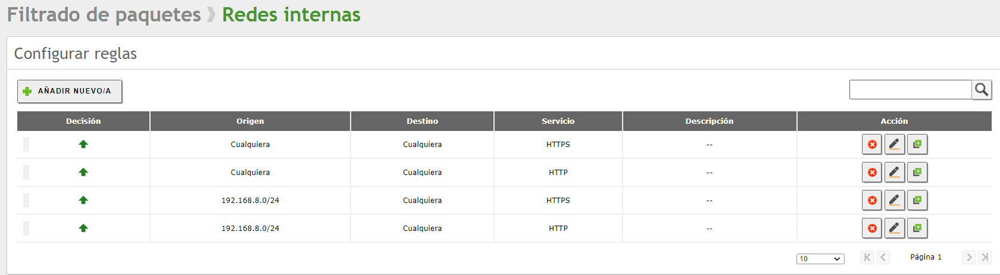 Filtrado de paquetes Redes internas
Configurar reglas
AÑADIR NUEVO/A
Decisión Origen Destino Servicio Descripción Acción
Cualquiera Cualquiera HTTPS --
Cualquiera Cualquiera HTTP --
192.168.8.0/24 Cualquiera HTTPS --
192.168.8.0/24 Cualquiera HTTP --
10 Página 1